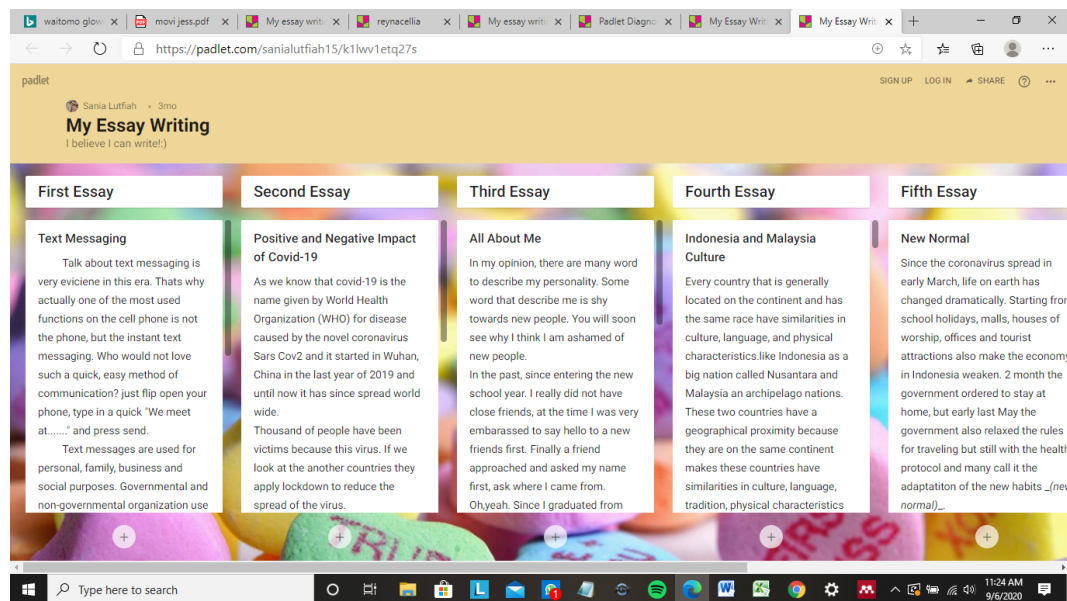 waitomo glow
movi jess.pdf
My essay writi
reynacellia
My essay writi
Padlet Diagno
My Essay Writ
My Essay Writ
https://padlet.com/sanialutfiah15/k1lwv1etq27s
padlet
SIGN UP
LOG IN
SHARE
Sania Lutfiah • 3mo
My Essay Writing
I believe I can write!:)
First Essay
Text Messaging
Talk about text messaging is
very eviciene in this era. Thats why
actually one of the most used
functions on the cell phone is not
the phone, but the instant text
messaging. Who would not love
such a quick, easy method of
communication? just flip open your
phone, type in a quick "We meet
at......." and press send.
Text messages are used for
personal, family, business and
social purposes. Governmental and
non-governmental organization use
Second Essay
Positive and Negative Impact
of Covid-19
As we know that covid-19 is the
name given by World Health
Organization (WHO) for disease
caused by the novel coronavirus
Sars Cov2 and it started in Wuhan,
China in the last year of 2019 and
until now it has since spread world
wide.
Thousand of people have been
victims because this virus. If we
look at the another countries they
apply lockdown to reduce the
spread of the virus.
Third Essay
All About Me
In my opinion, there are many word
to describe my personality. Some
word that describe me is shy
towards new people. You will soon
see why I think I am ashamed of
new people.
In the past, since entering the new
school year. I really did not have
close friends, at the time I was very
embarassed to say hello to a new
friends first. Finally a friend
approached and asked my name
first, ask where I came from.
Oh,yeah. Since I graduated from
Fourth Essay
Indonesia and Malaysia
Culture
Every country that is generally
located on the continent and has
the same race have similarities in
culture, language, and physical
characteristics.like Indonesia as a
big nation called Nusantara and
Malaysia an archipelago nations.
These two countries have a
geographical proximity because
they are on the same continent
makes these countries have
similarities in culture, language,
tradition, physical characteristics
Fifth Essay
New Normal
Since the coronavirus spread in
early March, life on earth has
changed dramatically. Starting from
school holidays, malls, houses of
worship, offices and tourist
attractions also make the economy
in Indonesia weaken. 2 month the
government ordered to stay at
home, but early last May the
government also relaxed the rules
for traveling but still with the health
protocol and many call it the
adaptatiton of the new habits _(new
normal)_.
Type here to search
11:24 AM
9/6/2020